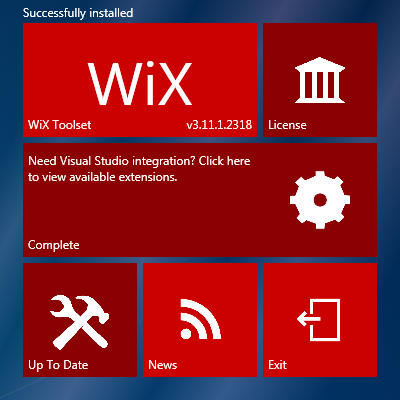 Successfully installed
WiX
WiX Toolset
v3.11.1.2318
License
Need Visual Studio integration? Click here
to view available extensions.
Complete
Up To Date
News
Exit